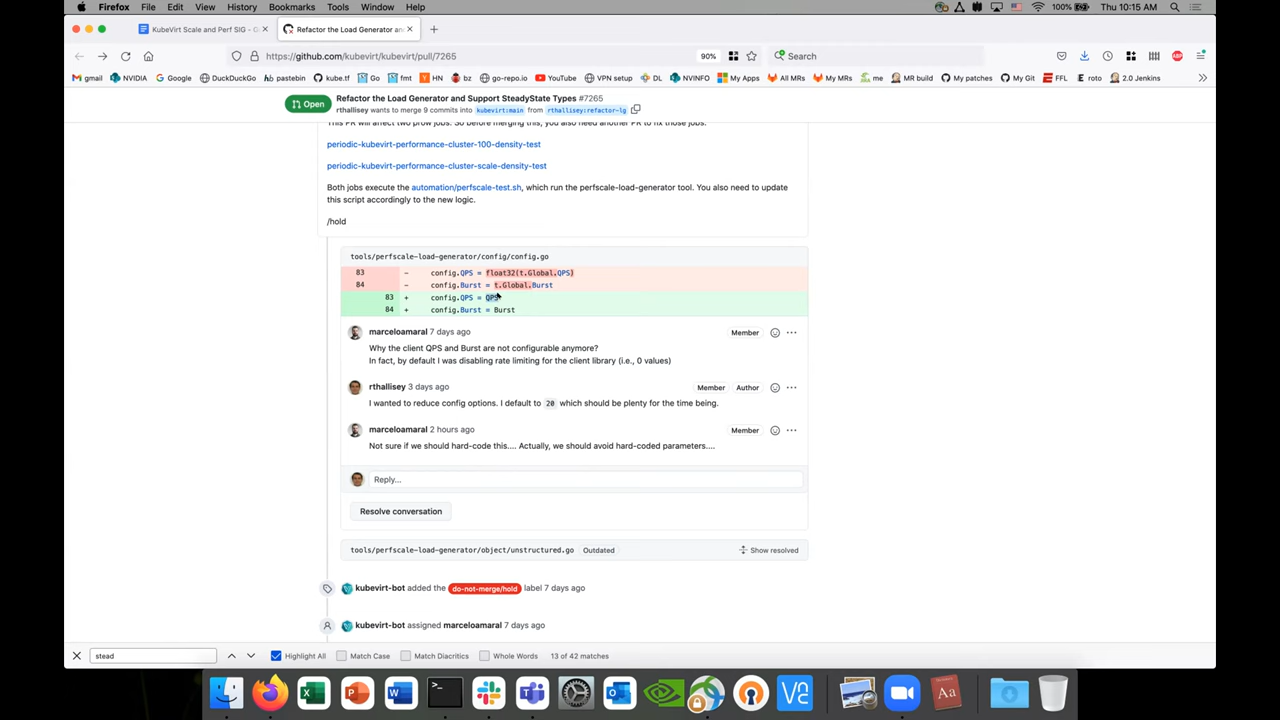 Firefox File Edit View History Bookmarks Tools Window Help 100% Thu 10:15 AM
KubeVirt Scale and Perf SIG - G
Refactor the Load Generator and
https://github.com/kubevirt/kubevirt/pull/7265 90% Search
gmail NVIDIA Google DuckDuckGo pastebin kube.tf Go fmt HN bz go-repo.io YouTube VPN setup DL NVINFO My Apps All MRs My MRs me MR build My patches My Git FFL roto 2.0 Jenkins
Open Refactor the Load Generator and Support SteadyState Types #7265
rthallisey wants to merge 9 commits into kubevirt:main from rthallisey:refactor-lg
This PR will affect two prow jobs. So before merging this, you also need another PR to fix those jobs.
periodic-kubevirt-performance-cluster-100-density-test
periodic-kubevirt-performance-cluster-scale-density-test
Both jobs execute the automation/perfscale-test.sh, which run the perfscale-load-generator tool. You also need to update
this script accordingly to the new logic.
/hold
tools/perfscale-load-generator/config/config.go
83 - config.QPS = float32(t.Global.QPS)
84 - config.Burst = t.Global.Burst
83 + config.QPS = QPS
84 + config.Burst = Burst
marceloamaral 7 days ago Member
Why the client QPS and Burst are not configurable anymore?
In fact, by default I was disabling rate limiting for the client library (i.e., 0 values)
rthallisey 3 days ago Member Author
I wanted to reduce config options. I default to 20 which should be plenty for the time being.
marceloamaral 2 hours ago Member
Not sure if we should hard-code this.... Actually, we should avoid hard-coded parameters....
Reply...
Resolve conversation
tools/perfscale-load-generator/object/unstructured.go Outdated Show resolved
kubevirt-bot added the do-not-merge/hold label 7 days ago
kubevirt-bot assigned marceloamaral 7 days ago
stead Highlight All Match Case Match Diacritics Whole Words 13 of 42 matches